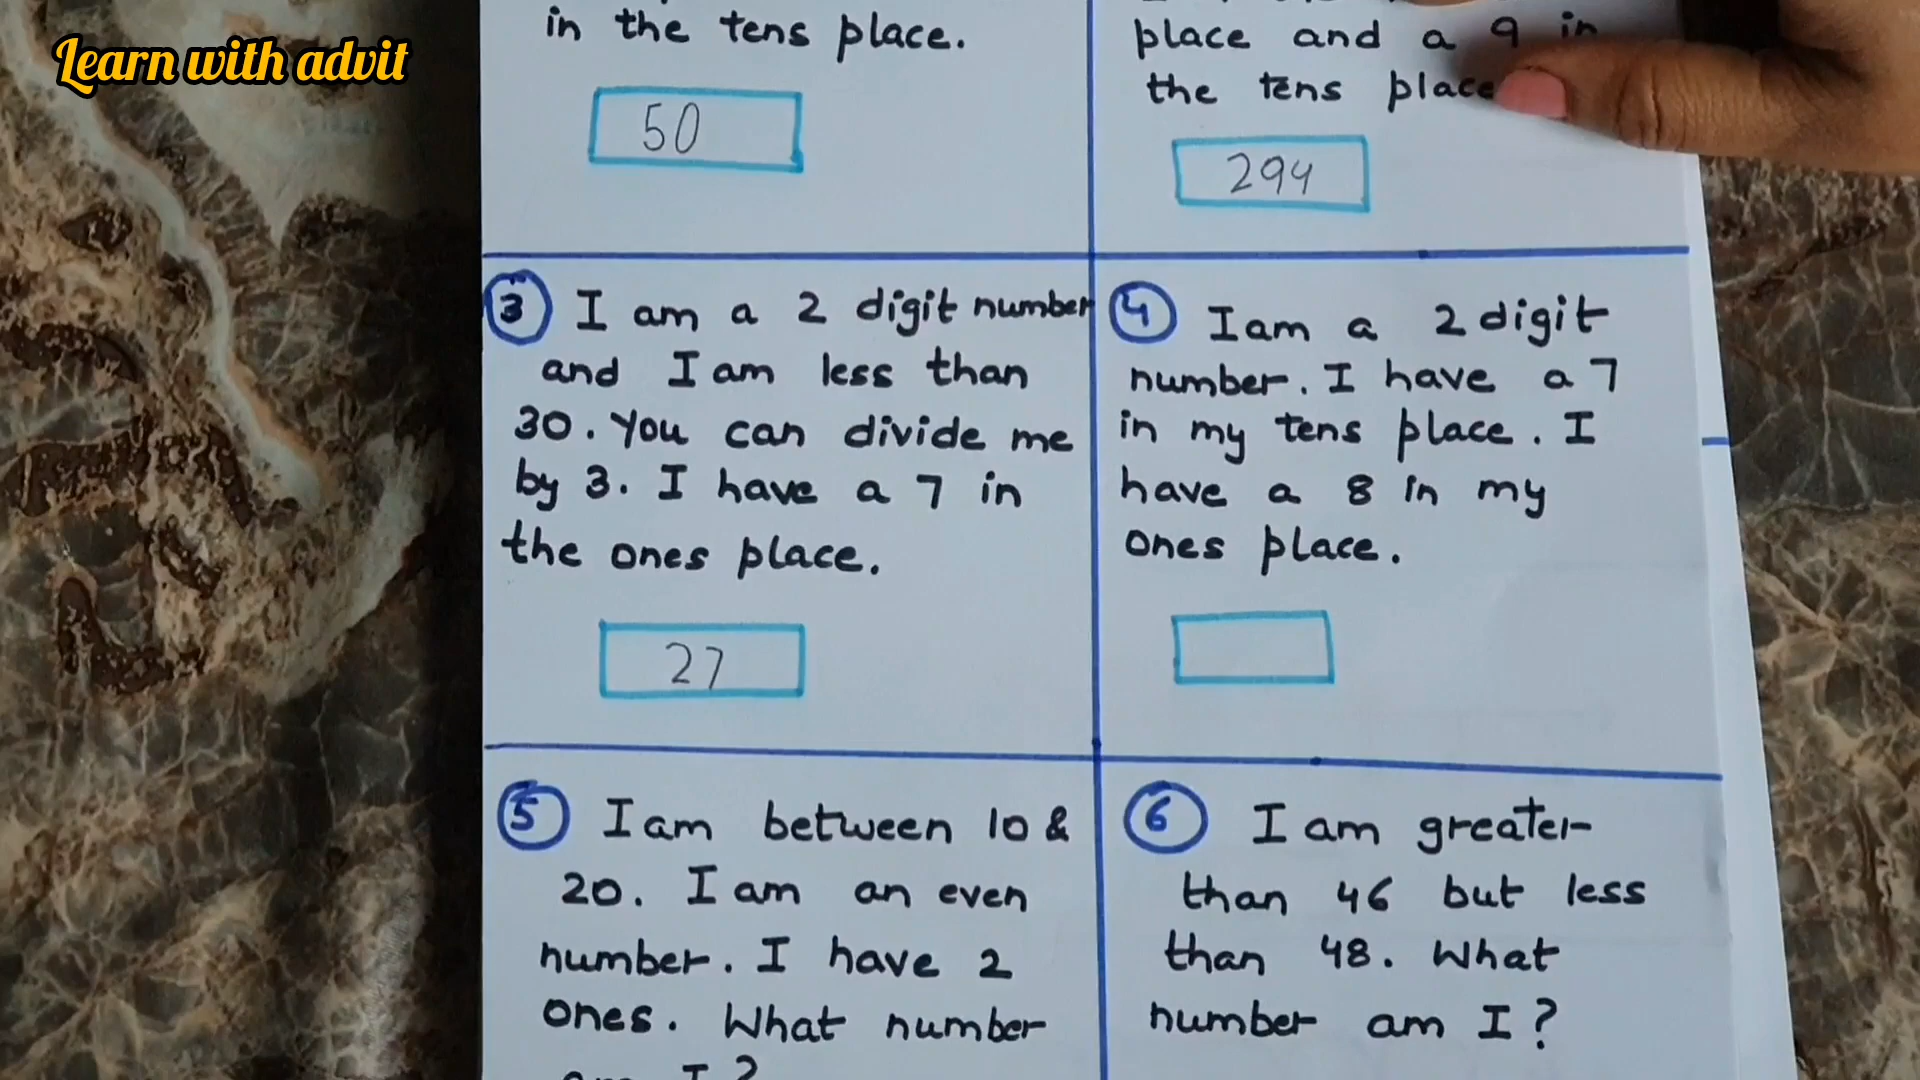 Learn with advit
in the tens place.
50
place and a 9 in
the tens place
294
3 I am a 2 digit number
and I am less than
30. You can divide me
by 3. I have a 7 in
the ones place.
27
4 I am a 2 digit
number. I have a 7
in my tens place. I
have a 8 in my
ones place.
5 I am between 10 &
20. I am an even
number. I have 2
ones. What number
am I?
6 I am greater
than 46 but less
than 48. What
number am I?